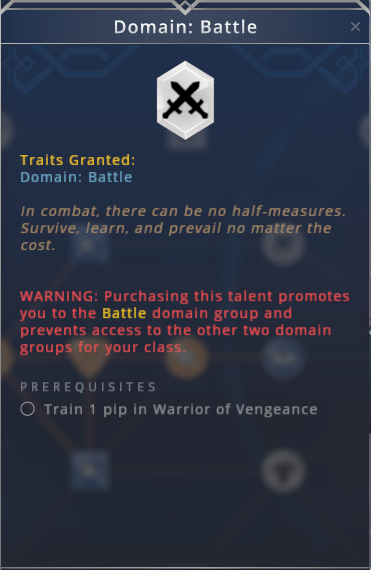 Domain: Battle
Traits Granted:
Domain: Battle
In combat, there can be no half-measures.
Survive, learn, and prevail no matter the
cost.
WARNING: Purchasing this talent promotes
you to the Battle domain group and
prevents access to the other two domain
groups for your class.
PREREQUISITES
Train 1 pip in Warrior of Vengeance